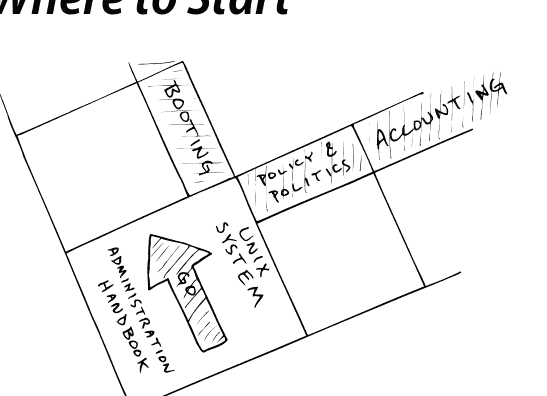 Where to Start
BOOTING
POLICY &
POLITICS
ACCOUNTING
UNIX
SYSTEM
GO
ADMINISTRATION
HANDBOOK